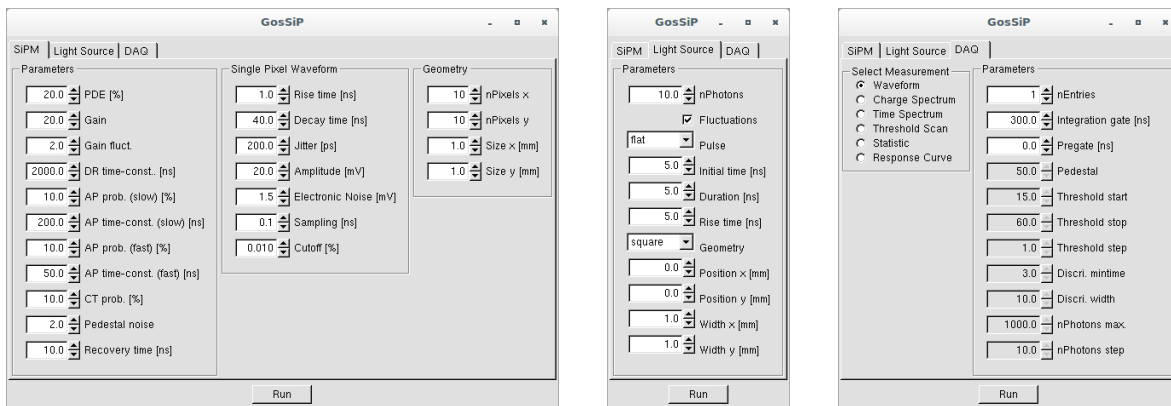 GosSiP
SiPM Light Source DAQ
Parameters
20.0 PDE [%]
20.0 Gain
2.0 Gain fluct.
2000.0 DR time-const.. [ns]
10.0 AP prob. (slow) [%]
200.0 AP time-const. (slow) [ns]
10.0 AP prob. (fast) [%]
50.0 AP time-const. (fast) [ns]
10.0 CT prob. [%]
2.0 Pedestal noise
10.0 Recovery time [ns]
Single Pixel Waveform
1.0 Rise time [ns]
40.0 Decay time [ns]
200.0 Jitter [ps]
20.0 Amplitude [mV]
1.5 Electronic Noise [mV]
0.1 Sampling [ns]
0.010 Cutoff [%]
Geometry
10 nPixels x
10 nPixels y
1.0 Size x [mm]
1.0 Size y [mm]
Run
GosSiP
SiPM Light Source DAQ
Parameters
10.0 nPhotons
Fluctuations
flat Pulse
5.0 Initial time [ns]
5.0 Duration [ns]
5.0 Rise time [ns]
square Geometry
0.0 Position x [mm]
0.0 Position y [mm]
1.0 Width x [mm]
1.0 Width y [mm]
Run
GosSiP
SiPM Light Source DAQ
Select Measurement
Waveform
Charge Spectrum
Time Spectrum
Threshold Scan
Statistic
Response Curve
Parameters
1 nEntries
300.0 Integration gate [ns]
0.0 Pregate [ns]
50.0 Pedestal
15.0 Threshold start
60.0 Threshold stop
1.0 Threshold step
3.0 Discri. mintime
10.0 Discri. width
1000.0 nPhotons max.
10.0 nPhotons step
Run